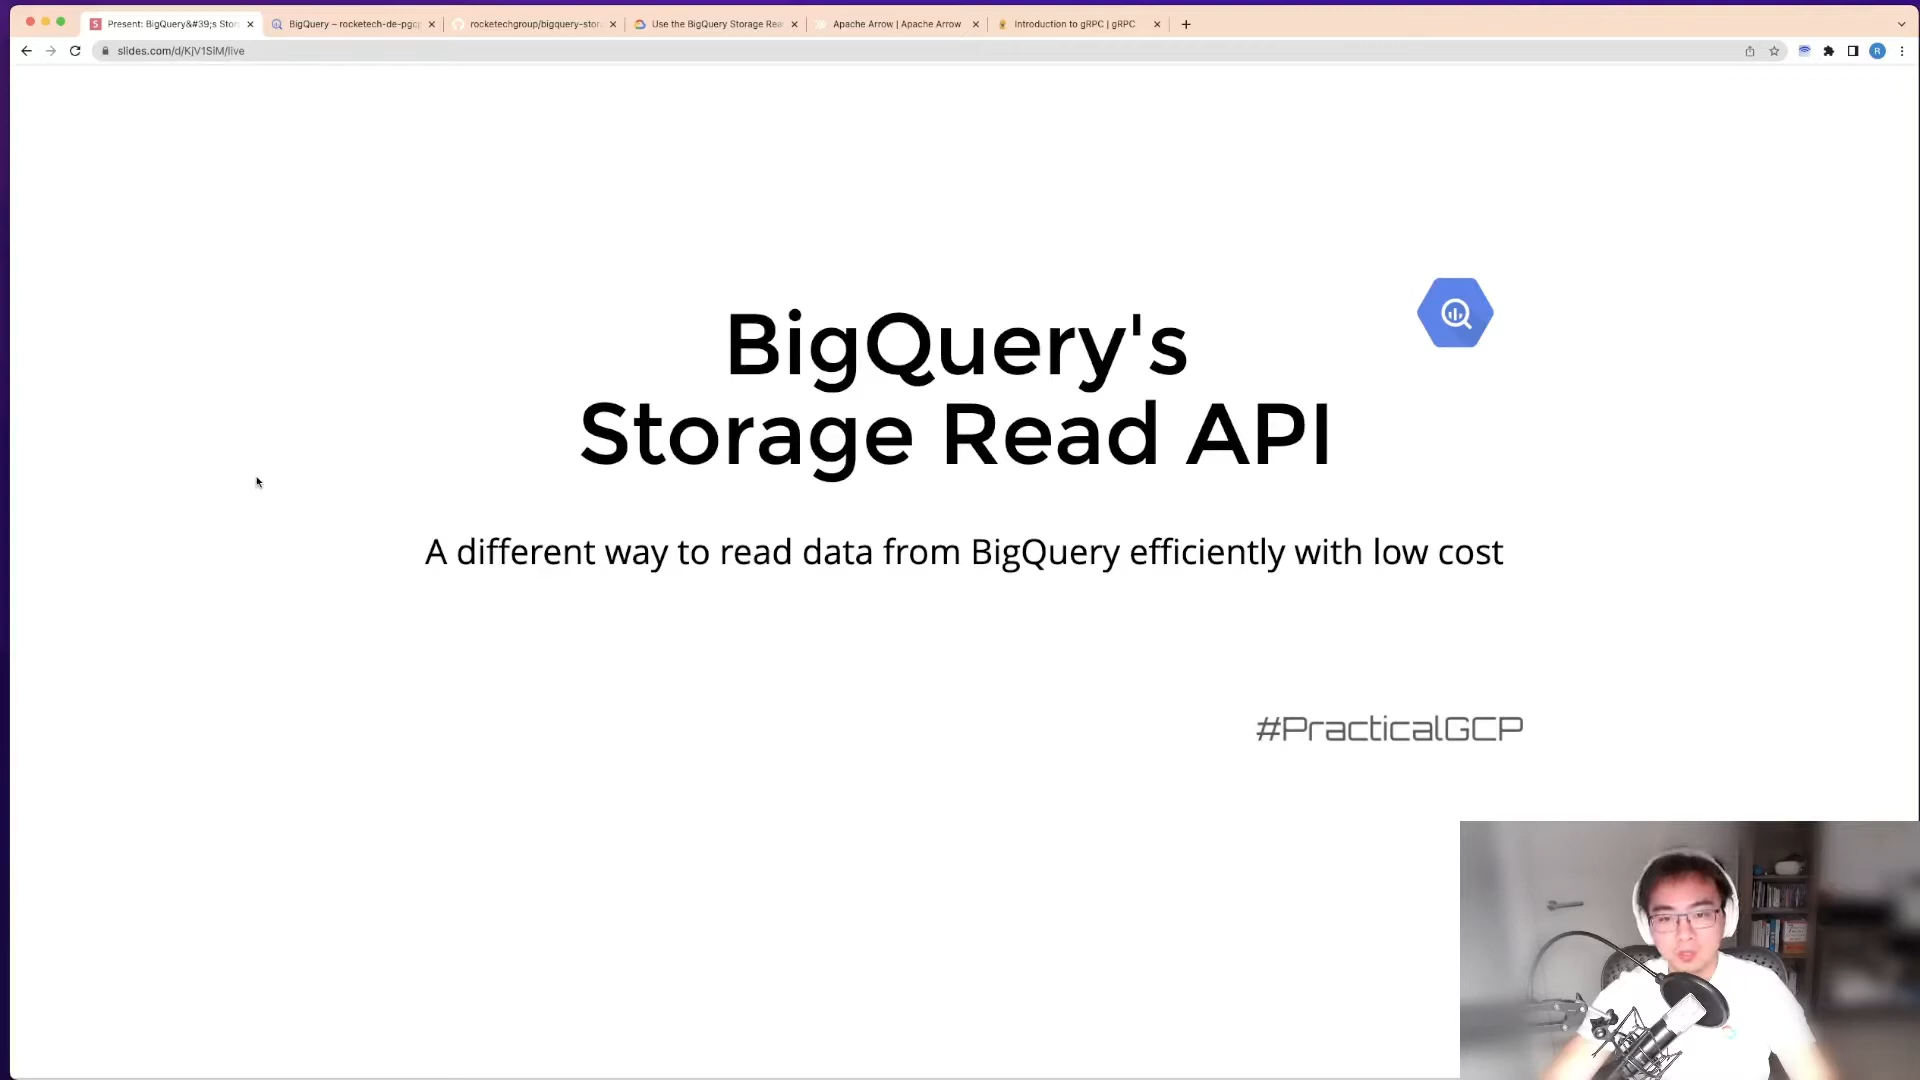 Present: BigQuery&#39;s Stor
BigQuery – rocketech-de-pgcp
rocketechgroup/bigquery-stor
Use the BigQuery Storage Rea
Apache Arrow | Apache Arrow
Introduction to gRPC | gRPC
slides.com/d/KjV1SiM/live
R
BigQuery's
Storage Read API
A different way to read data from BigQuery efficiently with low cost
#PracticalGCP